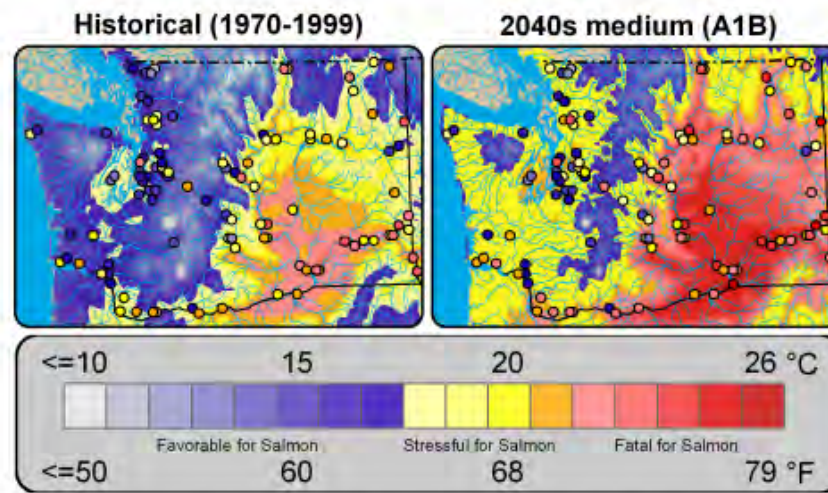 Historical (1970-1999)
2040s medium (A1B)
<=10 15 20 26 °C
Favorable for Salmon Stressful for Salmon Fatal for Salmon
<=50 60 68 79 °F